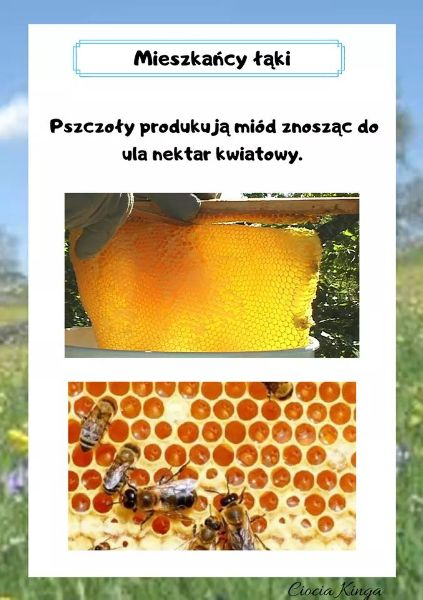 Mieszkańcy łąki
Pszczoły produkują miód znosząc do
ula nektar kwiatowy.
Ciocia Kinga